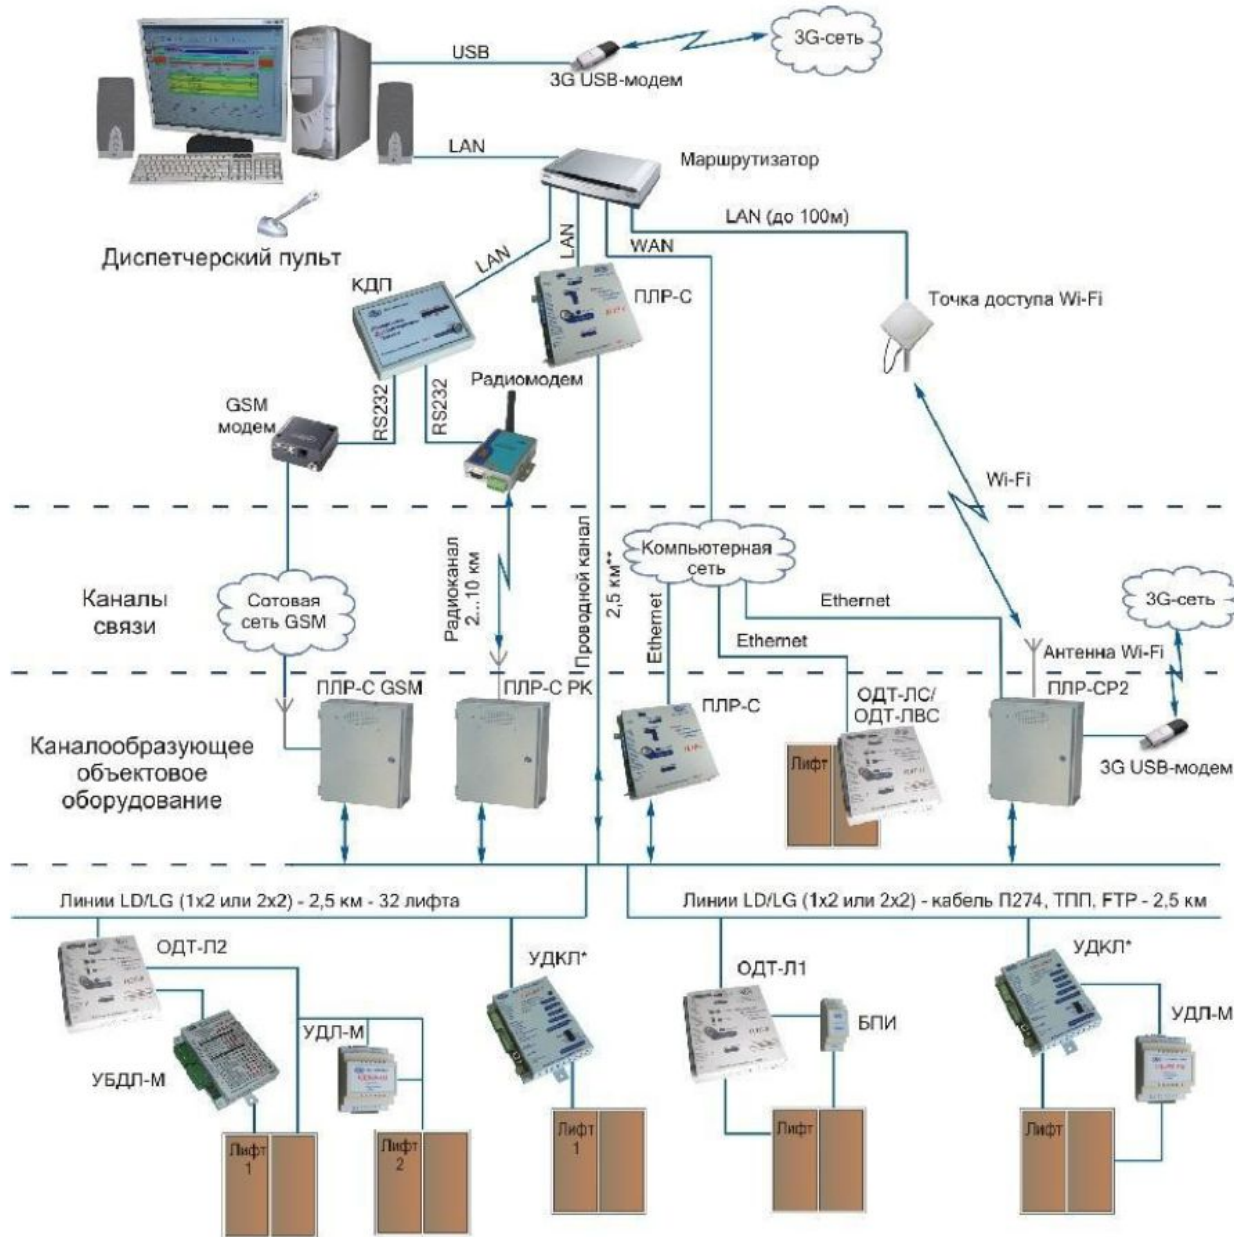 USB
3G USB-модем
3G-сеть
LAN
Маршрутизатор
LAN (до 100м)
Диспетчерский пульт
LAN
LAN
WAN
КДП
ПЛР-С
Точка доступа Wi-Fi
Радиомодем
GSM
модем
RS232
RS232
Wi-Fi
Каналы
связи
Сотовая
сеть GSM
Радиоканал
2...10 км
Проводной канал
2,5 км**
Компьютерная
сеть
Ethernet
Ethernet
Ethernet
3G-сеть
Антенна Wi-Fi
Каналообразующее
объектовое
оборудование
ПЛР-С GSM
ПЛР-С РК
ПЛР-С
ОДТ-ЛС/
ОДТ-ЛВС
Лифт
ПЛР-СР2
3G USB-модем
Линии LD/LG (1x2 или 2x2) - 2,5 км - 32 лифта
Линии LD/LG (1x2 или 2x2) - кабель П274, ТПП, FTP - 2,5 км
ОДТ-Л2
УДКЛ*
ОДТ-Л1
УДКЛ*
УБДЛ-М
УДЛ-М
БПИ
УДЛ-М
Лифт
1
Лифт
2
Лифт
1
Лифт
Лифт